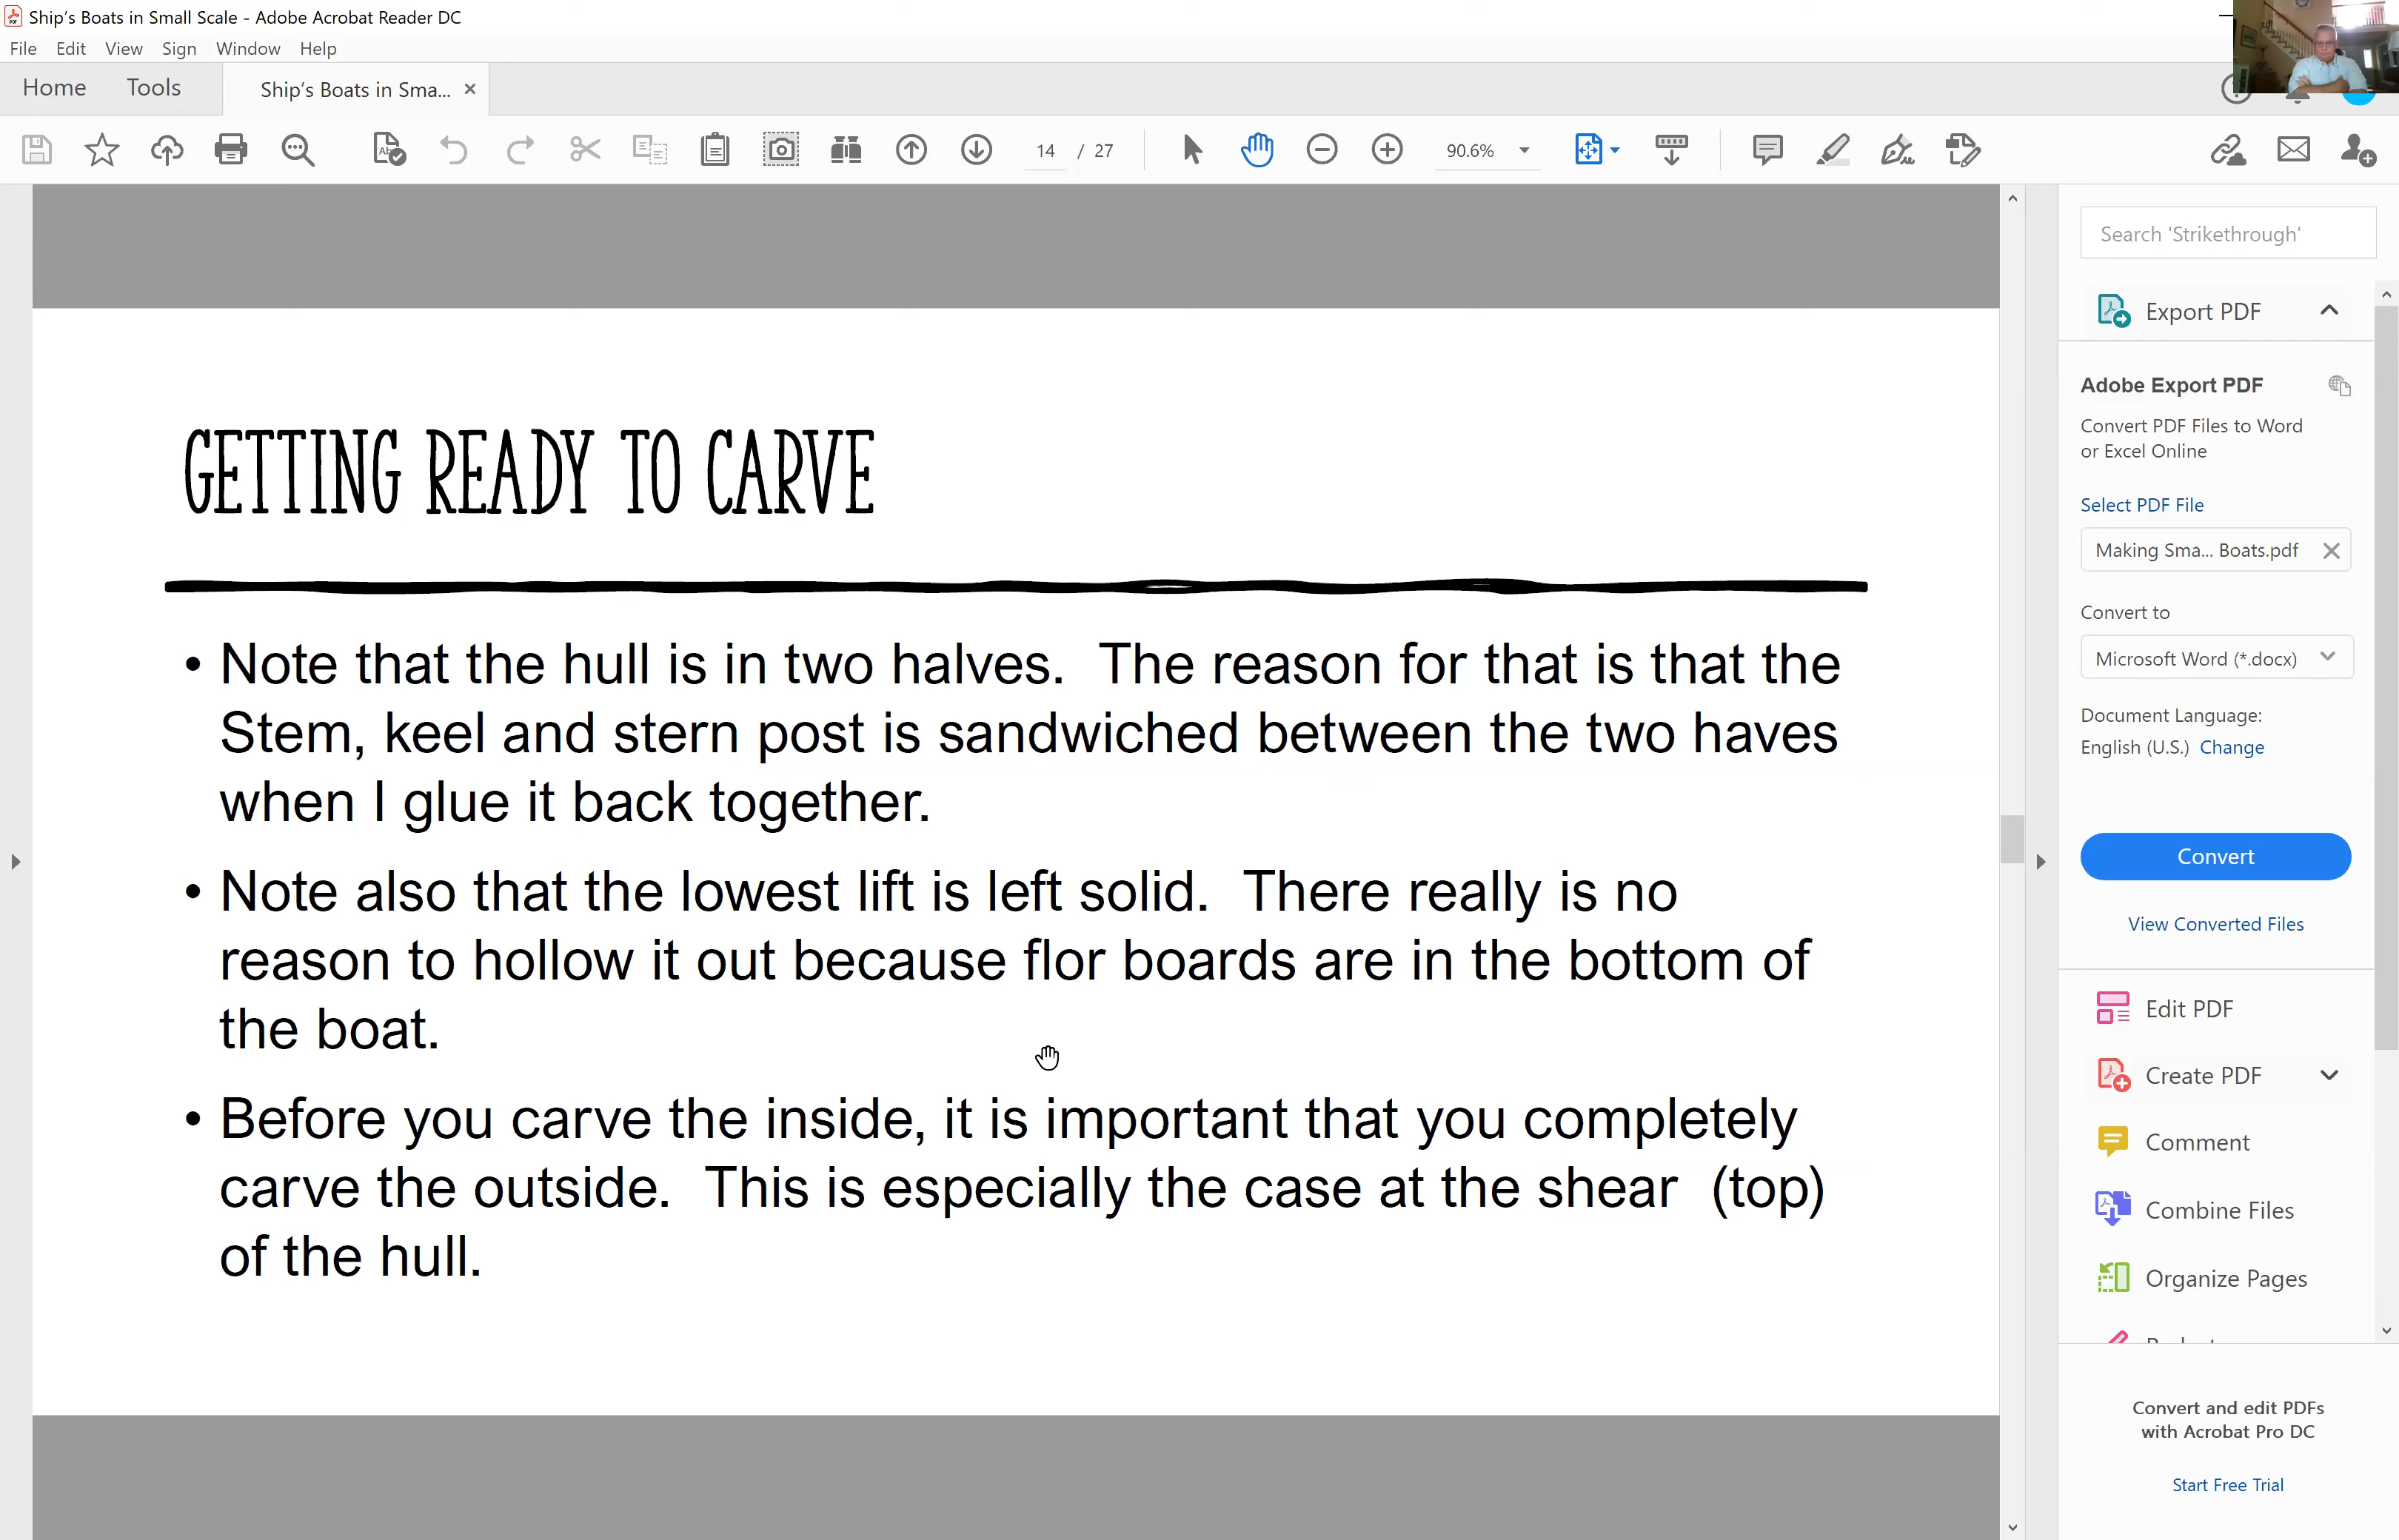 Ship's Boats in Small Scale - Adobe Acrobat Reader DC
File Edit View Sign Window Help
Home Tools Ship's Boats in Sma...
14 / 27 90.6%
GETTING READY TO CARVE
• Note that the hull is in two halves. The reason for that is that the
Stem, keel and stern post is sandwiched between the two haves
when I glue it back together.
• Note also that the lowest lift is left solid. There really is no
reason to hollow it out because flor boards are in the bottom of
the boat.
• Before you carve the inside, it is important that you completely
carve the outside. This is especially the case at the shear (top)
of the hull.
Search 'Strikethrough'
Export PDF
Adobe Export PDF
Convert PDF Files to Word
or Excel Online
Select PDF File
Making Sma... Boats.pdf
Convert to
Microsoft Word (*.docx)
Document Language:
English (U.S.) Change
Convert
View Converted Files
Edit PDF
Create PDF
Comment
Combine Files
Organize Pages
Convert and edit PDFs
with Acrobat Pro DC
Start Free Trial